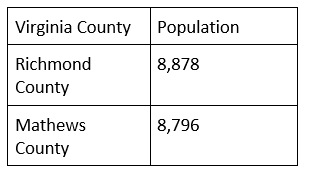 Virginia County Population
Richmond 8,878
County
Mathews 8,796
County